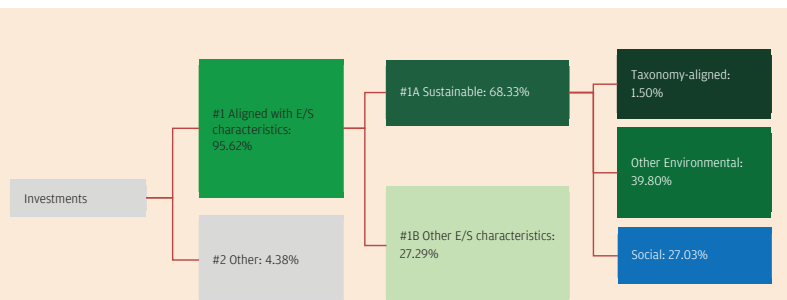 Investments
#1 Aligned with E/S
characteristics:
95.62%
#2 Other: 4.38%
#1A Sustainable: 68.33%
#1B Other E/S characteristics:
27.29%
Taxonomy-aligned:
1.50%
Other Environmental:
39.80%
Social: 27.03%